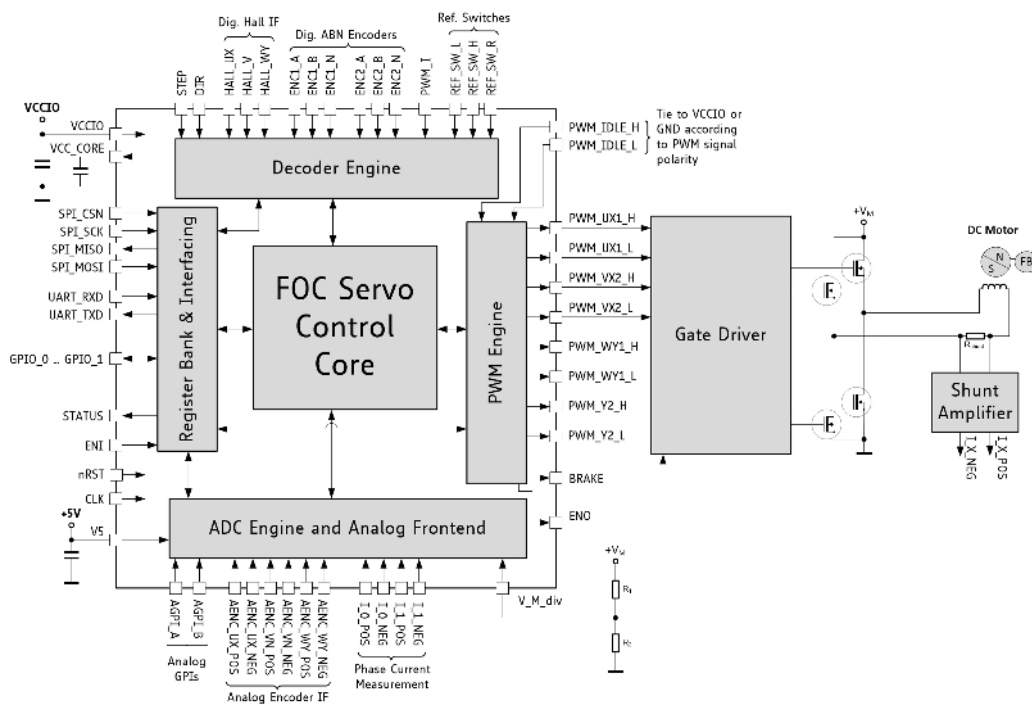 Dig. Hall IF
Dig. ABN Encoders
Ref. Switches
STEP
DIR
HALL_UX
HALL_V
HALL_WY
ENC1_A
ENC1_B
ENC1_N
ENC2_A
ENC2_B
ENC2_N
PWM_I
REF_SW_L
REF_SW_H
REF_SW_R
VCCIO
VCCIO
VCC_CORE
Decoder Engine
PWM_IDLE_H
PWM_IDLE_L
Tie to VCCIO or
GND according
to PWM signal
polarity
SPI_CSN
SPI_SCK
SPI_MISO
SPI_MOSI
UART_RXD
UART_TXD
GPIO_0 .. GPIO_1
STATUS
ENI
nRST
CLK
+5V
V5
Register Bank & Interfacing
FOC Servo
Control
Core
PWM Engine
PWM_UX1_H
PWM_UX1_L
PWM_VX2_H
PWM_VX2_L
PWM_WY1_H
PWM_WY1_L
PWM_Y2_H
PWM_Y2_L
BRAKE
ENO
Gate Driver
+VM
DC Motor
N
S
FB
Shunt
Amplifier
I_X_NEG
I_X_POS
ADC Engine and Analog Frontend
V_M_div
+VM
AGPI_A
AGPI_B
AENC_UX_POS
AENC_UX_NEG
AENC_VN_POS
AENC_VN_NEG
AENC_WY_POS
AENC_WY_NEG
I_0_POS
I_0_NEG
I_1_POS
I_1_NEG
Analog
GPIs
Analog Encoder IF
Phase Current
Measurement